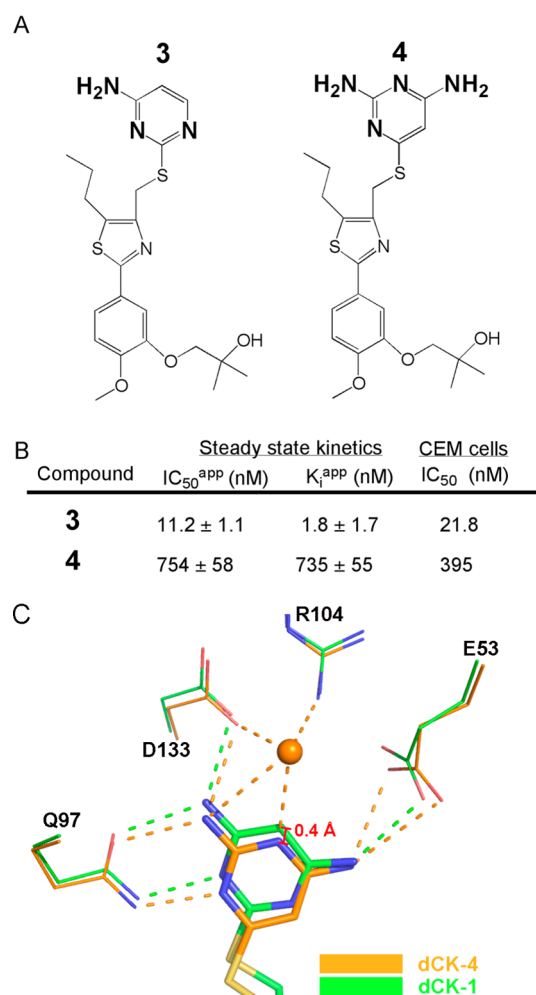 A
3 4
H₂N N N
H₂N N NH₂
N
S
S
S N
S N
O OH
O
O OH
O
B
Steady state kinetics CEM cells
Compound IC₅₀ᵃᵖᵖ (nM) Kᵢᵃᵖᵖ (nM) IC₅₀ (nM)
3 11.2 ± 1.1 1.8 ± 1.7 21.8
4 754 ± 58 735 ± 55 395
C
R104
E53
D133
Q97
0.4 Å
dCK-4
dCK-1